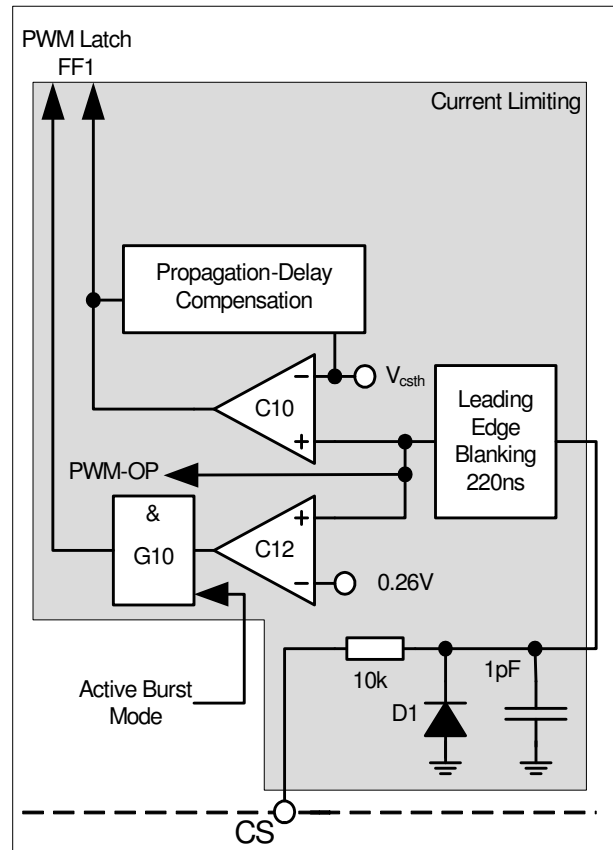 PWM Latch
FF1
Current Limiting
Propagation-Delay
Compensation
V_csth
C10
Leading
Edge
Blanking
220ns
PWM-OP
&
G10
C12
0.26V
Active Burst
Mode
10k
1pF
D1
CS